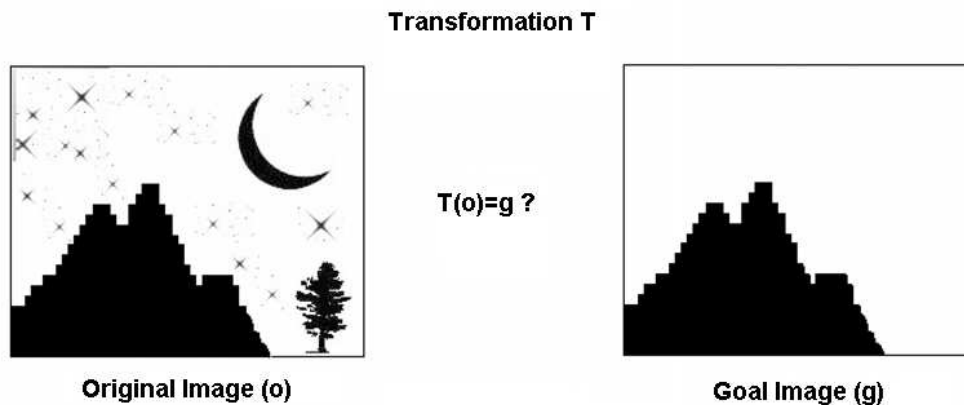 Transformation T
T(o)=g ?
Original Image (o)
Goal Image (g)